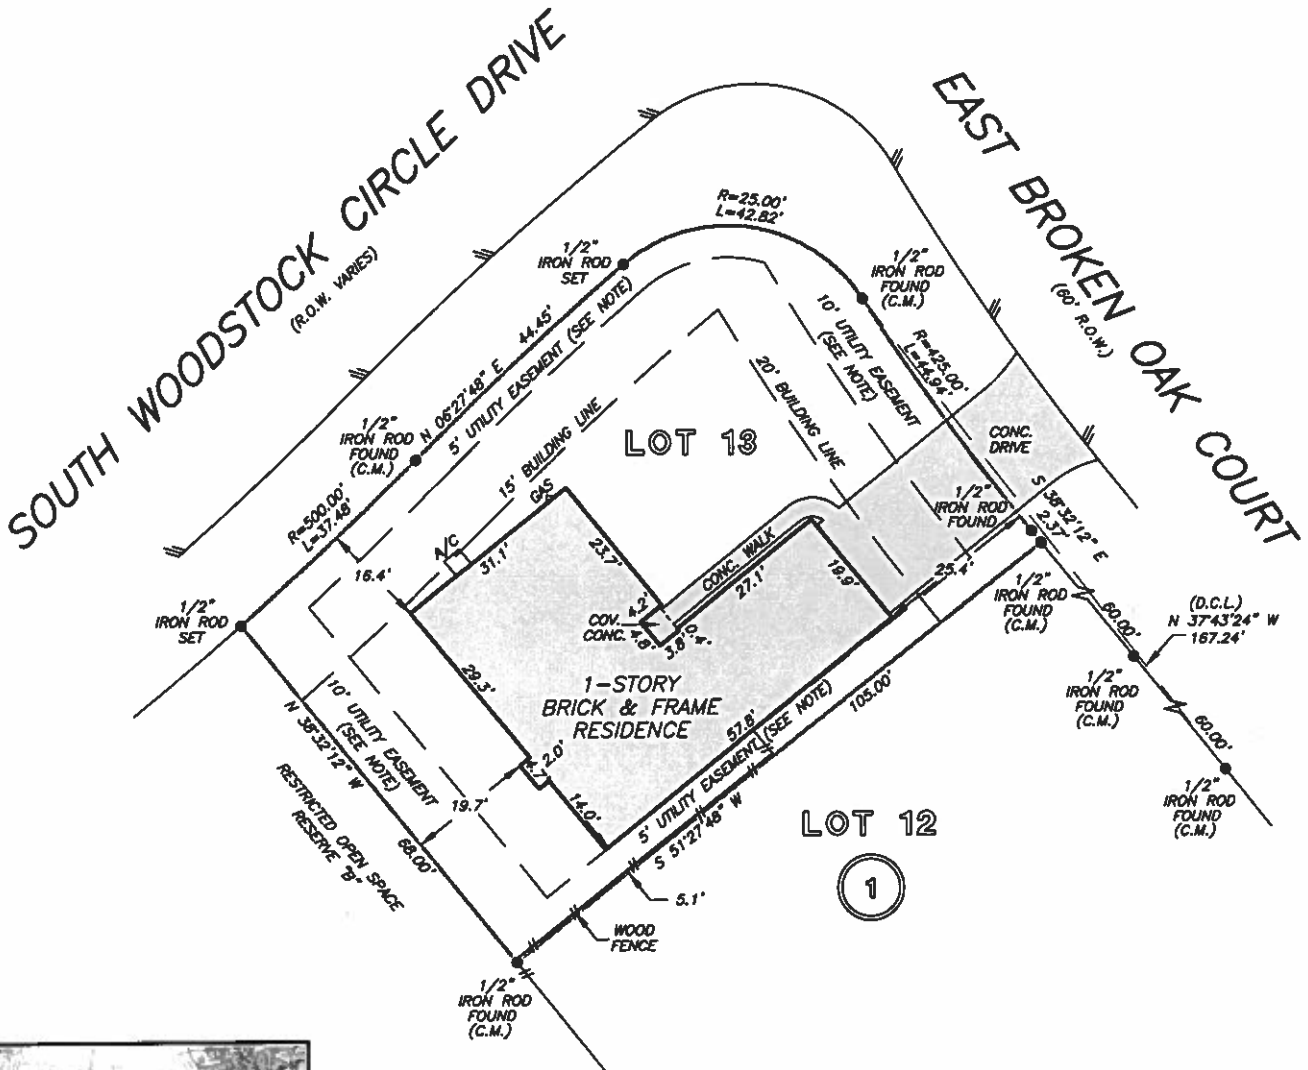 SOUTH WOODSTOCK CIRCLE DRIVE
(R.O.W. VARIES)
EAST BROKEN OAK COURT
(60' R.O.W.)
R=25.00'
L=42.82'
1/2"
IRON ROD
SET
1/2"
IRON ROD
FOUND
(C.M.)
N 06°27'48" E 44.45'
5' UTILITY EASEMENT (SEE NOTE)
10' UTILITY EASEMENT
(SEE NOTE)
R=425.00'
L=44.94'
20' BUILDING LINE
15' BUILDING LINE
1/2"
IRON ROD
FOUND
(C.M.)
LOT 13
CONC.
DRIVE
R=500.00'
L=37.48'
GAS
A/C
31.1'
23.7'
CONC. WALK
27.1'
19.9'
1/2"
IRON ROD
FOUND
S 38°32'12" E
2.37'
25.4'
16.4'
1/2"
IRON ROD
SET
4.2'
COV.
CONC.
4.8'
3.8'
0.4'
1/2"
IRON ROD
FOUND
(C.M.)
60.00'
(D.C.L.)
N 37°43'24" W
167.24'
29.3'
1-STORY
BRICK & FRAME
RESIDENCE
57.8'
105.00'
1/2"
IRON ROD
FOUND
(C.M.)
60.00'
10' UTILITY EASEMENT
(SEE NOTE)
N 38°32'12" W
68.00'
RESTRICTED OPEN SPACE
RESERVE "B"
4.7'
2.0'
19.7'
14.0'
5' UTILITY EASEMENT (SEE NOTE)
S 51°27'48" W
1/2"
IRON ROD
FOUND
(C.M.)
LOT 12
1
5.1'
WOOD
FENCE
1/2"
IRON ROD
FOUND
(C.M.)